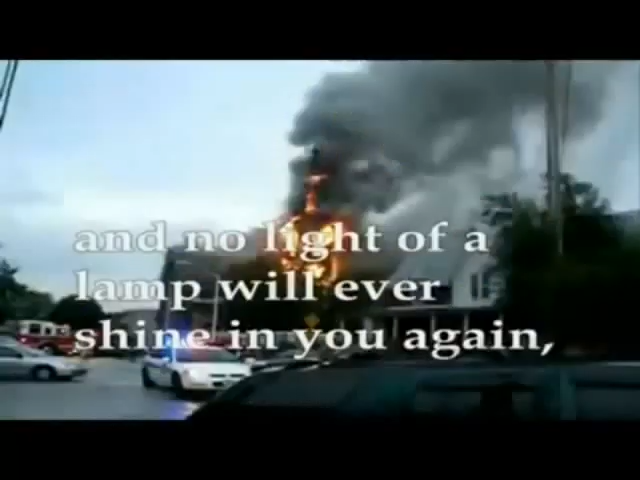 and no light of a
lamp will ever
shine in you again,